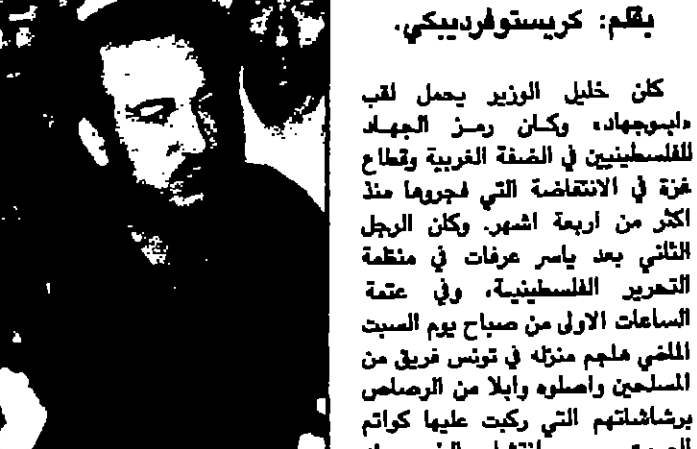 بقلم: كريستوفرديبكي.
كان خليل الوزير يحمل لقب
«ابوجهاد» وكان رمز الجهاد
للفلسطينيين في الضفة الغربية وقطاع
غزة في الانتفاضة التي فجروها منذ
اكثر من اربعة اشهر. وكان الرجل
الثاني بعد ياسر عرفات في منظمة
التحرير الفلسطينية، وفي عتمة
الساعات الاولى من صباح يوم السبت
الماضي هاجم منزله في تونس فريق من
المسلحين واصلوه وابلا من الرصاص
برشاشاتهم التي ركبت عليها كواتم